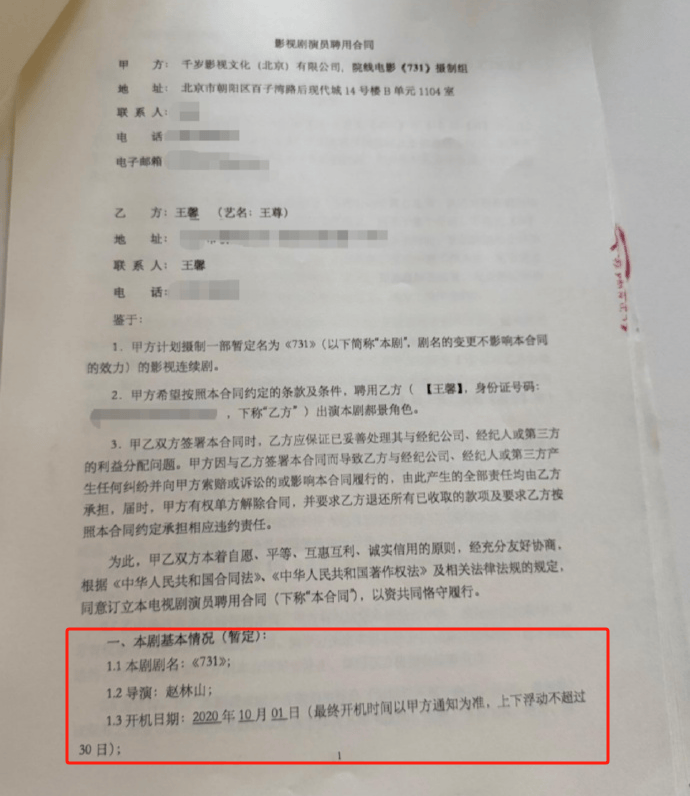 影视剧演员聘用合同
甲 方：千岁影视文化（北京）有限公司，院线电影《731》摄制组
地 址：北京市朝阳区百子湾路后现代城14号楼B单元1104室
联 系 人：
电 话
电子邮箱
乙 方：王馨 （艺名：王尊）
地 址：
联 系 人： 王馨
电 话：
鉴于：
1．甲方计划摄制一部暂定名为《731》（以下简称“本剧”，剧名的变更不影响本合同
的效力）的影视连续剧。
2．甲方希望按照本合同约定的条款及条件，聘用乙方（ 【王馨】，身份证号码：
，下称“乙方”）出演本剧郝景角色。
3．甲乙双方签署本合同时，乙方应保证已妥善处理其与经纪公司、经纪人或第三方
的利益分配问题。甲方因与乙方签署本合同而导致乙方与经纪公司、经纪人或第三方产
生任何纠纷并向甲方索赔或诉讼的或影响本合同履行的，由此产生的全部责任均由乙方
承担，届时，甲方有权单方解除合同，并要求乙方退还所有已收取的款项及要求乙方按
照本合同约定承担相应违约责任。
为此，甲乙双方本着自愿、平等、互惠互利、诚实信用的原则，经充分友好协商，
根据《中华人民共和国合同法》、《中华人民共和国著作权法》及相关法律法规的规定，
同意订立本电视剧演员聘用合同（下称“本合同”），以资共同恪守履行。
一、本剧基本情况（暂定）：
1.1 本剧剧名：《731》；
1.2 导演：赵林山；
1.3 开机日期：2020 年 10 月 01 日（最终开机时间以甲方通知为准，上下浮动不超过
30 日）；
1